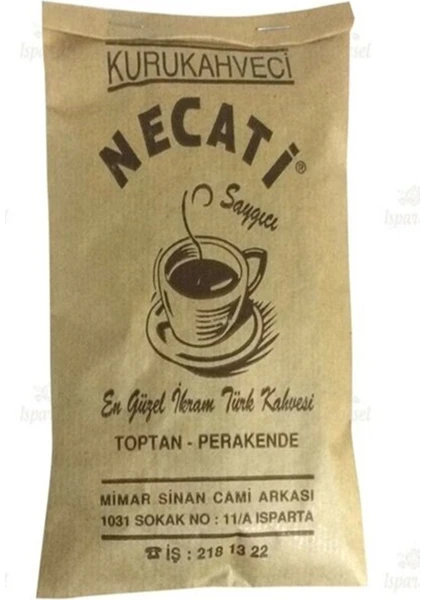 KURUKAHVECİ
NECATİ®
Saygıcı
En Güzel İkram Türk Kahvesi
TOPTAN - PERAKENDE
MİMAR SİNAN CAMİ ARKASI
1031 SOKAK NO : 11/A ISPARTA
☎ İŞ : 218 13 22